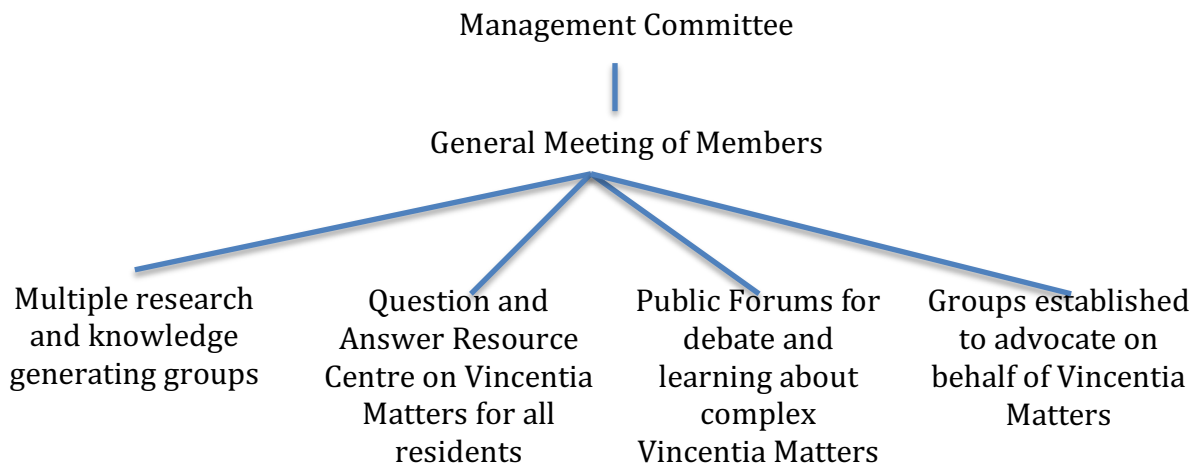 Management Committee
General Meeting of Members
Multiple research
and knowledge
generating groups
Question and
Answer Resource
Centre on Vincentia
Matters for all
residents
Public Forums for
debate and
learning about
complex
Vincentia Matters
Groups established
to advocate on
behalf of Vincentia
Matters